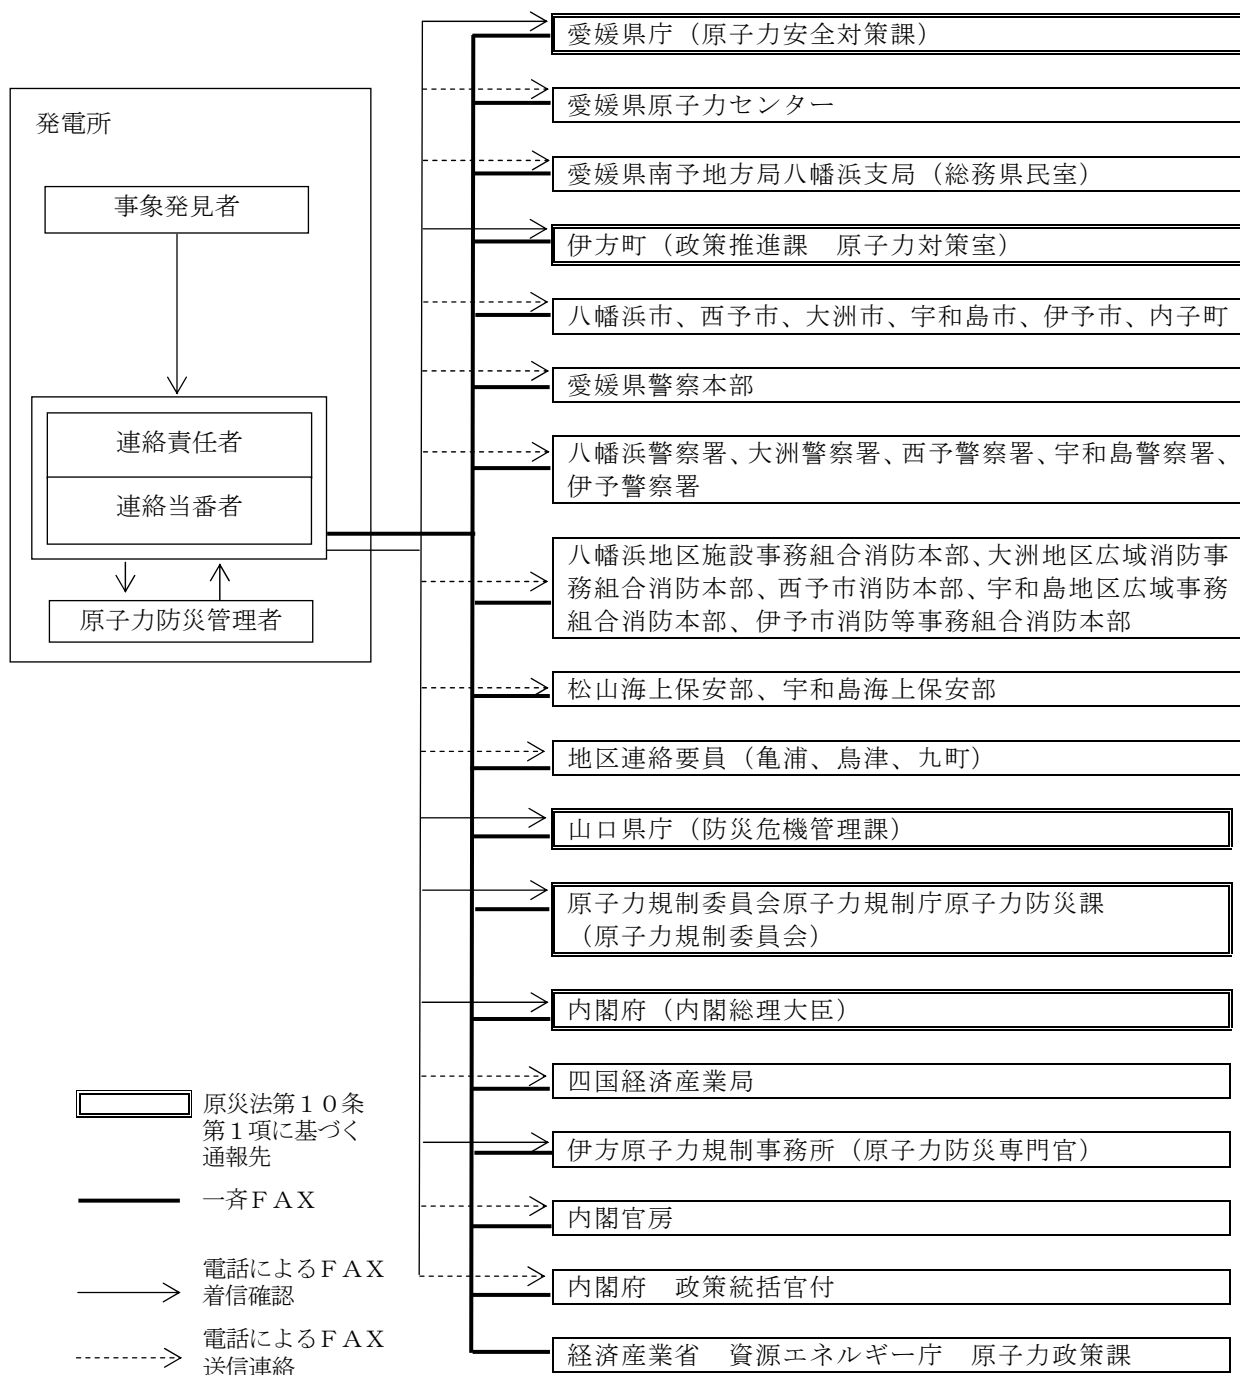 愛媛県庁（原子力安全対策課）
愛媛県原子力センター
愛媛県南予地方局八幡浜支局（総務県民室）
伊方町（政策推進課　原子力対策室）
八幡浜市、西予市、大洲市、宇和島市、伊予市、内子町
愛媛県警察本部
八幡浜警察署、大洲警察署、西予警察署、宇和島警察署、
伊予警察署
八幡浜地区施設事務組合消防本部、大洲地区広域消防事
務組合消防本部、西予市消防本部、宇和島地区広域事務
組合消防本部、伊予市消防等事務組合消防本部
松山海上保安部、宇和島海上保安部
地区連絡要員（亀浦、鳥津、九町）
山口県庁（防災危機管理課）
原子力規制委員会原子力規制庁原子力防災課
（原子力規制委員会）
内閣府（内閣総理大臣）
四国経済産業局
伊方原子力規制事務所（原子力防災専門官）
内閣官房
内閣府　政策統括官付
経済産業省　資源エネルギー庁　原子力政策課
発電所
事象発見者
連絡責任者
連絡当番者
原子力防災管理者
原災法第１０条
第１項に基づく
通報先
一斉ＦＡＸ
電話によるＦＡＸ
着信確認
電話によるＦＡＸ
送信連絡